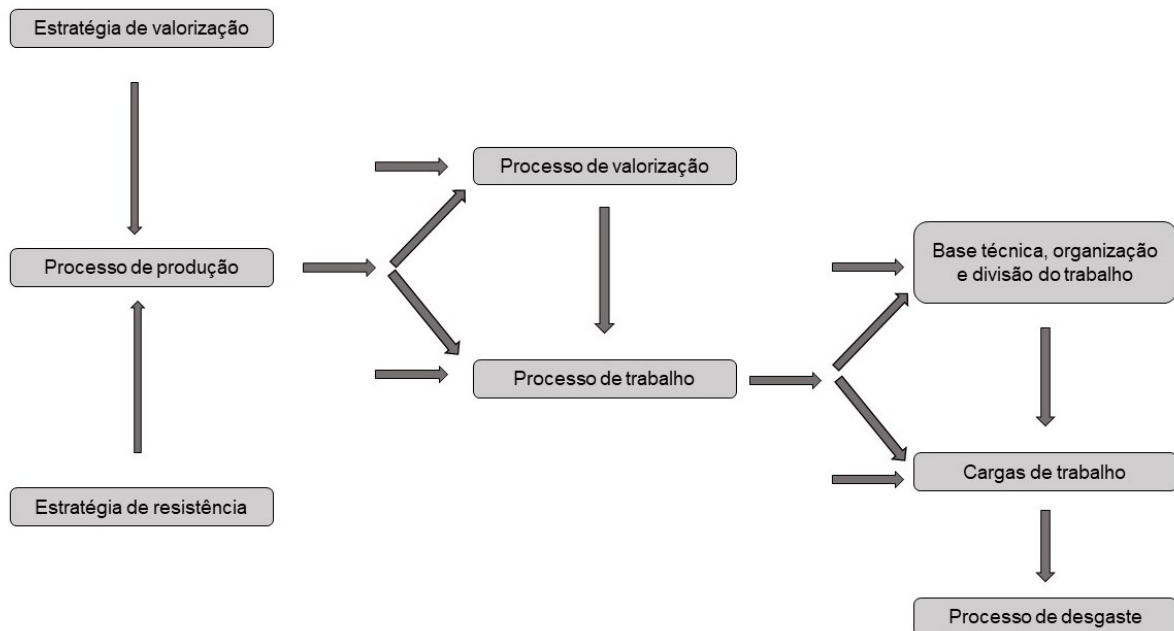 Estratégia de valorização
Processo de valorização
Processo de produção
Base técnica, organização
e divisão do trabalho
Processo de trabalho
Cargas de trabalho
Estratégia de resistência
Processo de desgaste